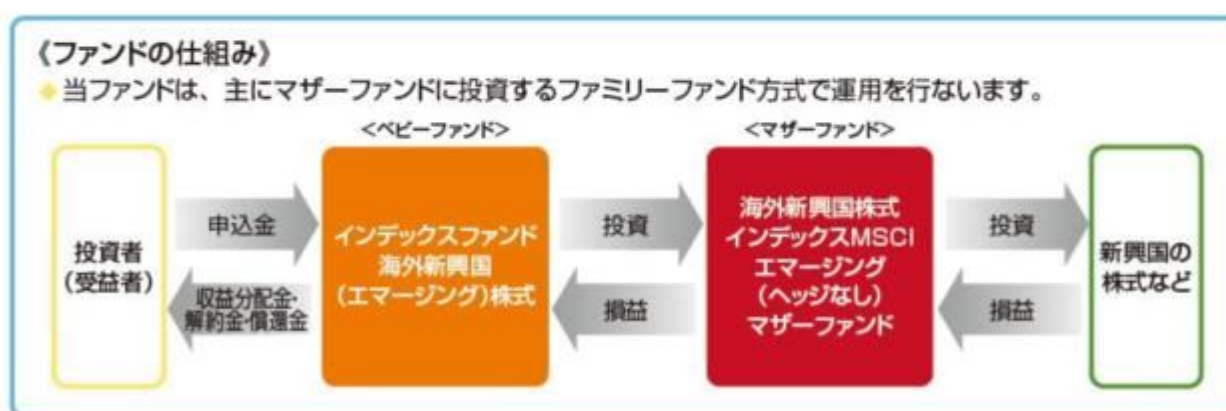 《ファンドの仕組み》
◆当ファンドは、主にマザーファンドに投資するファミリーファンド方式で運用を行ないます。
<ベビーファンド>
<マザーファンド>
投資者
(受益者)
申込金
収益分配金・
解約金・償還金
インデックスファンド
海外新興国
(エマージング)株式
投資
損益
海外新興国株式
インデックスMSCI
エマージング
(ヘッジなし)
マザーファンド
投資
損益
新興国の
株式など